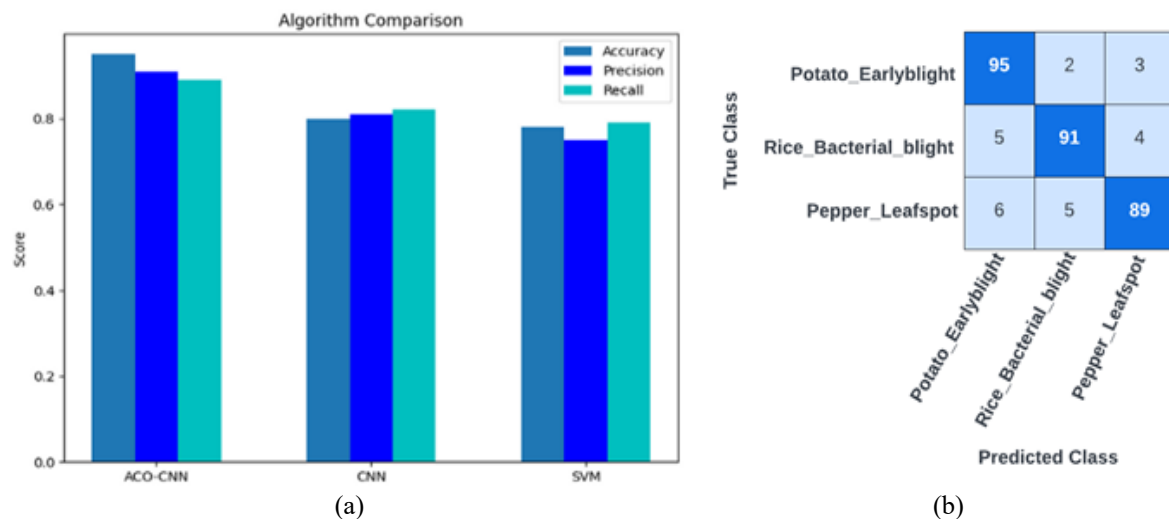 Algorithm Comparison
Accuracy
Precision
Recall
0.8
0.6
0.4
0.2
0.0
Score
ACO-CNN
CNN
SVM
(a)
True Class
Potato_Earlyblight
95 2 3
Rice_Bacterial_blight
5 91 4
Pepper_Leafspot
6 5 89
Potato_Earlyblight
Rice_Bacterial_blight
Pepper_Leafspot
Predicted Class
(b)